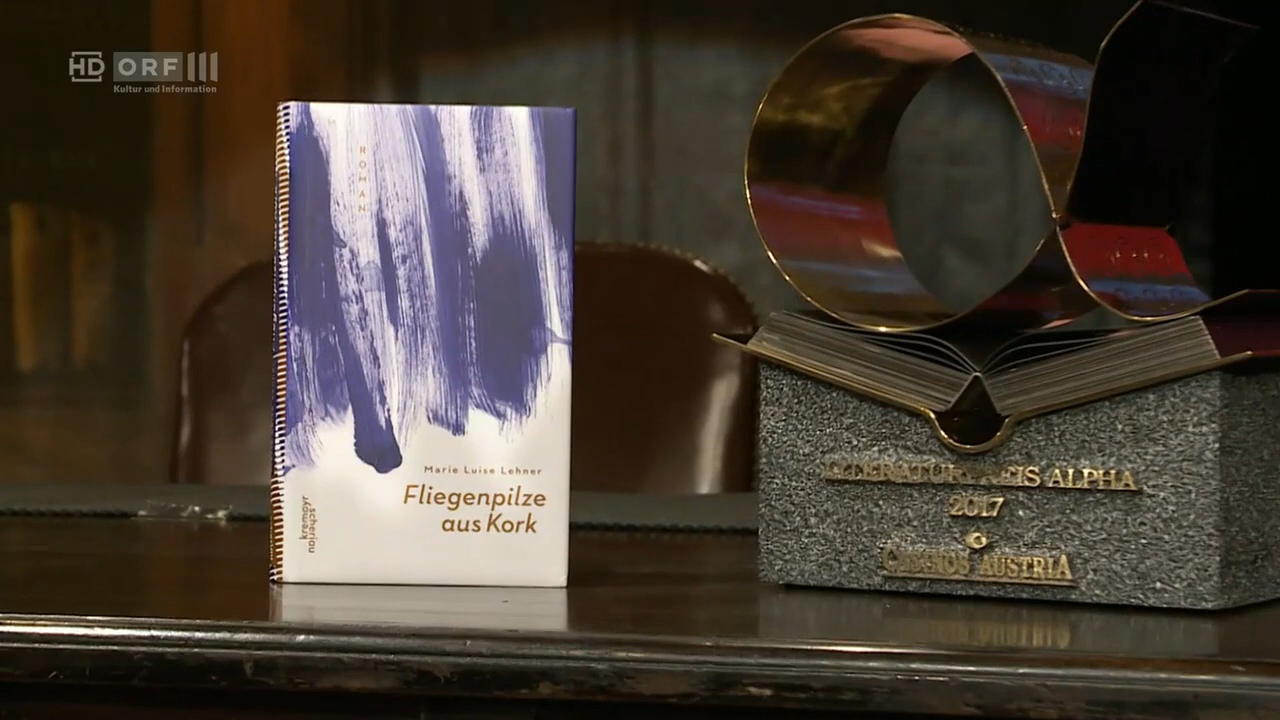 HD ORF III
Kultur und Information
ROMAN
Marie Luise Lehner
Fliegenpilze
aus Kork
kremayr
scheriau
LITERATURPREIS ALPHA
2017
CASINOS AUSTRIA